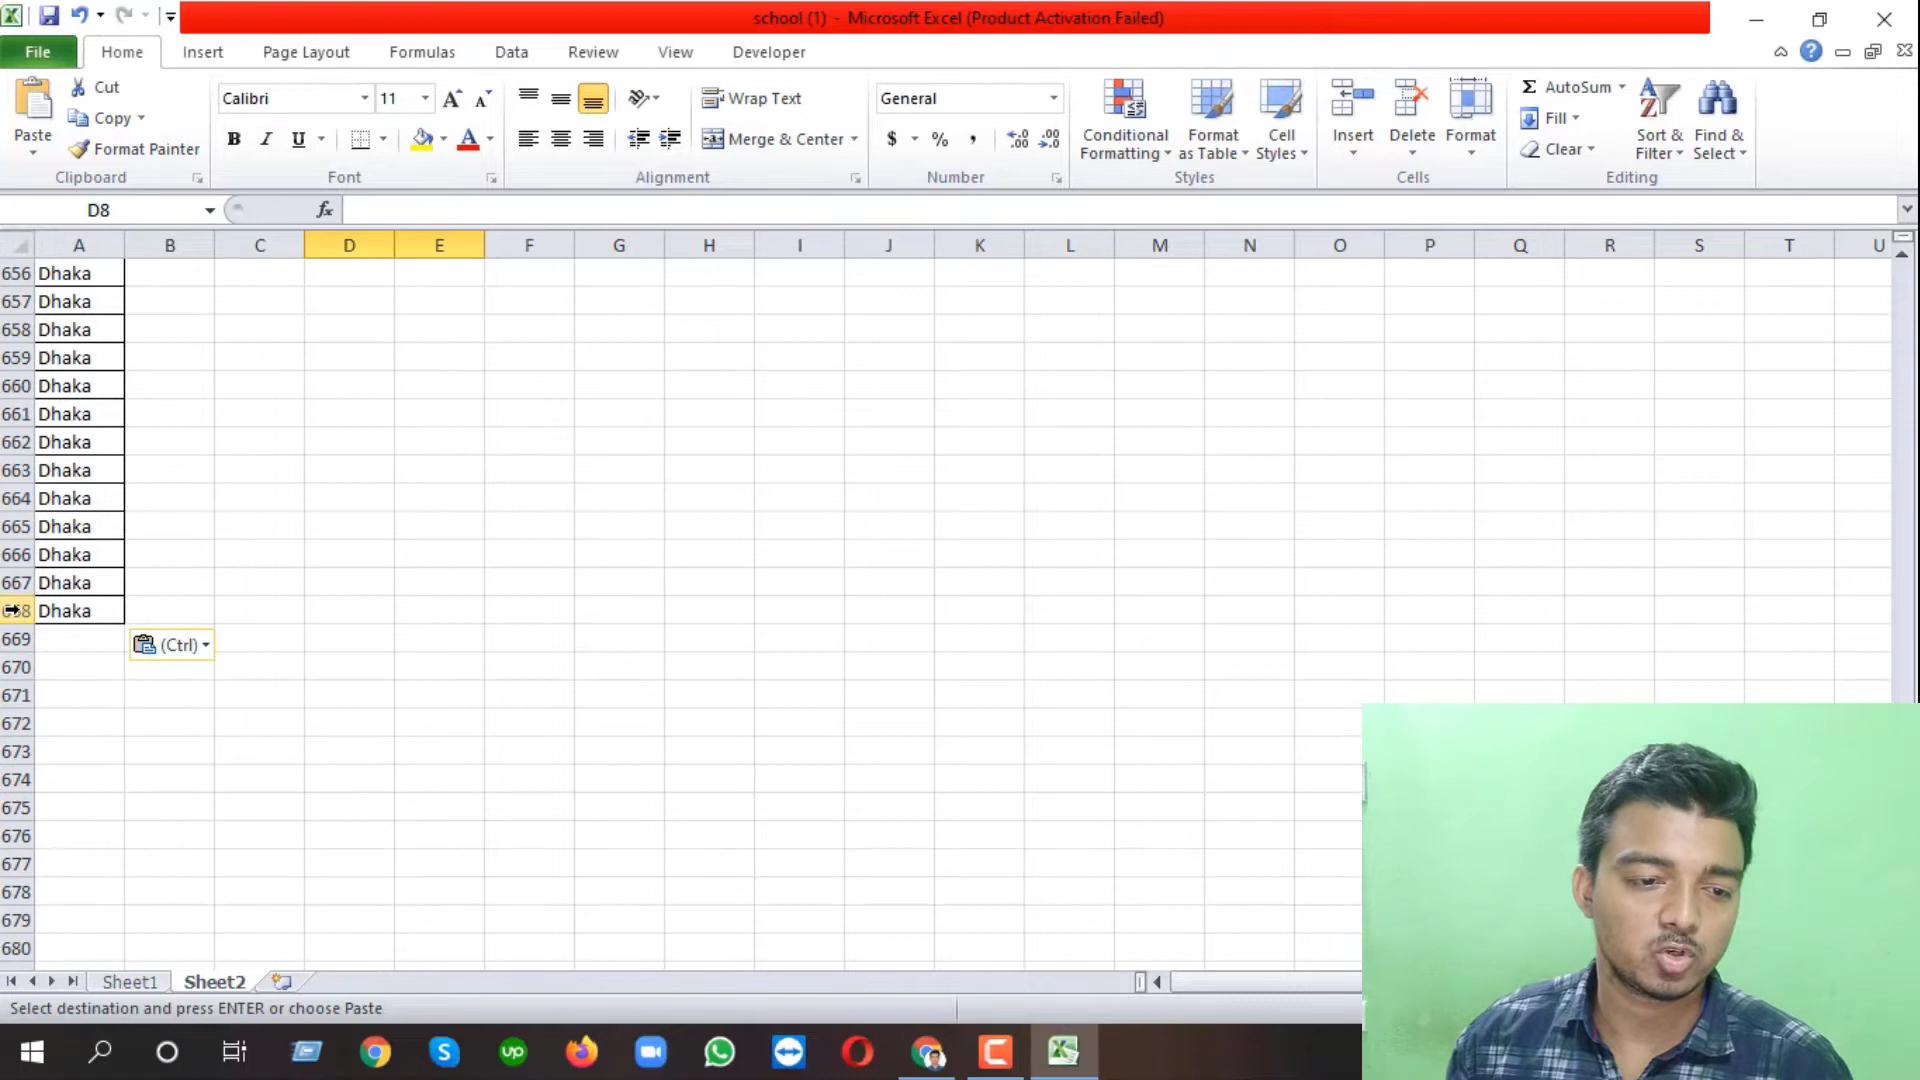 school (1) - Microsoft Excel (Product Activation Failed)
File Home Insert Page Layout Formulas Data Review View Developer
Paste Cut Copy Format Painter
Calibri 11
B I U
Wrap Text
Merge & Center
General
$ % ,
Conditional Formatting
Format as Table
Cell Styles
Insert Delete Format
Σ AutoSum
Fill
Clear
Sort & Filter
Find & Select
Clipboard Font Alignment Number Styles Cells Editing
D8 fx
A B C D E F G H I J K L M N O P Q R S T U
656 Dhaka
657 Dhaka
658 Dhaka
659 Dhaka
660 Dhaka
661 Dhaka
662 Dhaka
663 Dhaka
664 Dhaka
665 Dhaka
666 Dhaka
667 Dhaka
Dhaka
669 (Ctrl)
670
671
672
673
674
675
676
677
678
679
680
Sheet1 Sheet2
Select destination and press ENTER or choose Paste